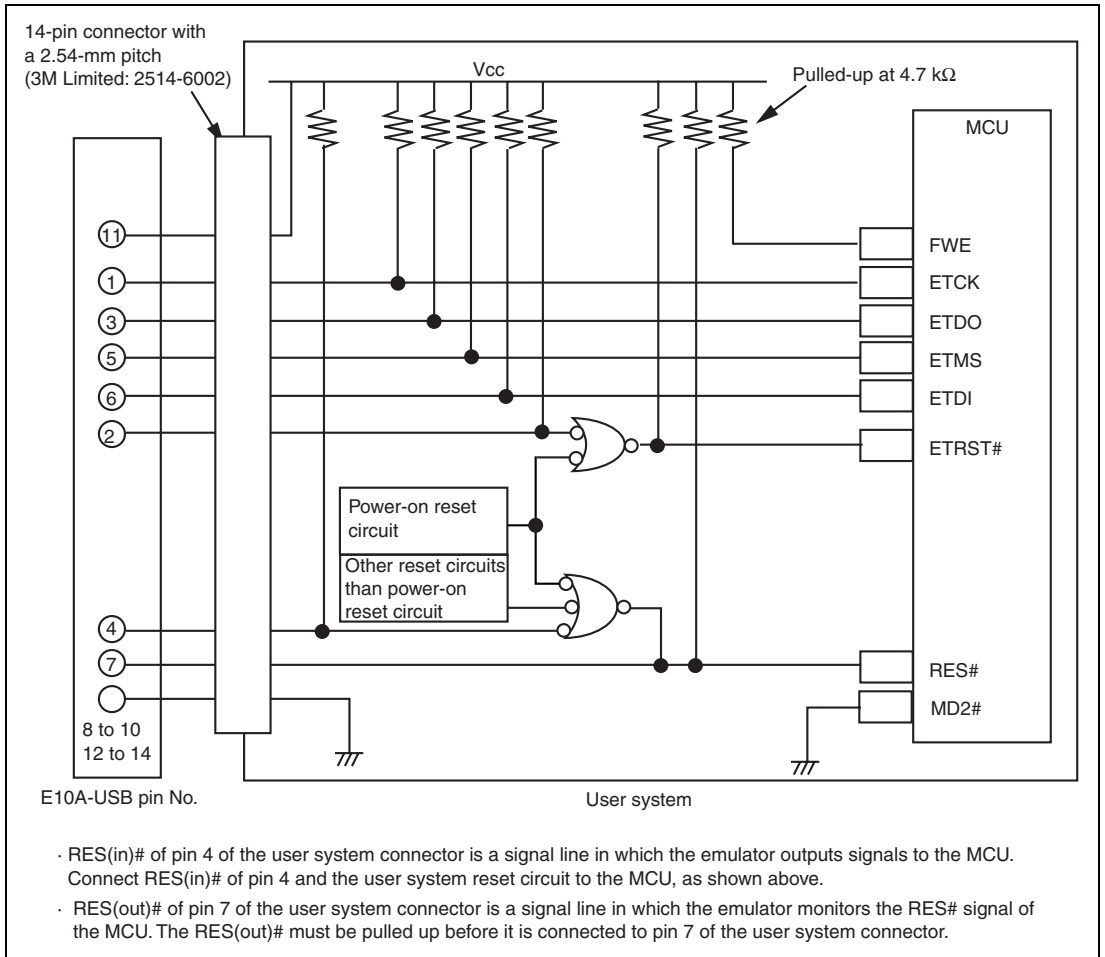 14-pin connector with
a 2.54-mm pitch
(3M Limited: 2514-6002)
Vcc
Pulled-up at 4.7 kΩ
MCU
11
FWE
1
ETCK
3
ETDO
5
ETMS
6
ETDI
2
ETRST#
Power-on reset
circuit
Other reset circuits
than power-on
reset circuit
4
7
RES#
MD2#
8 to 10
12 to 14
E10A-USB pin No.
User system
· RES(in)# of pin 4 of the user system connector is a signal line in which the emulator outputs signals to the MCU.
Connect RES(in)# of pin 4 and the user system reset circuit to the MCU, as shown above.
· RES(out)# of pin 7 of the user system connector is a signal line in which the emulator monitors the RES# signal of
the MCU. The RES(out)# must be pulled up before it is connected to pin 7 of the user system connector.